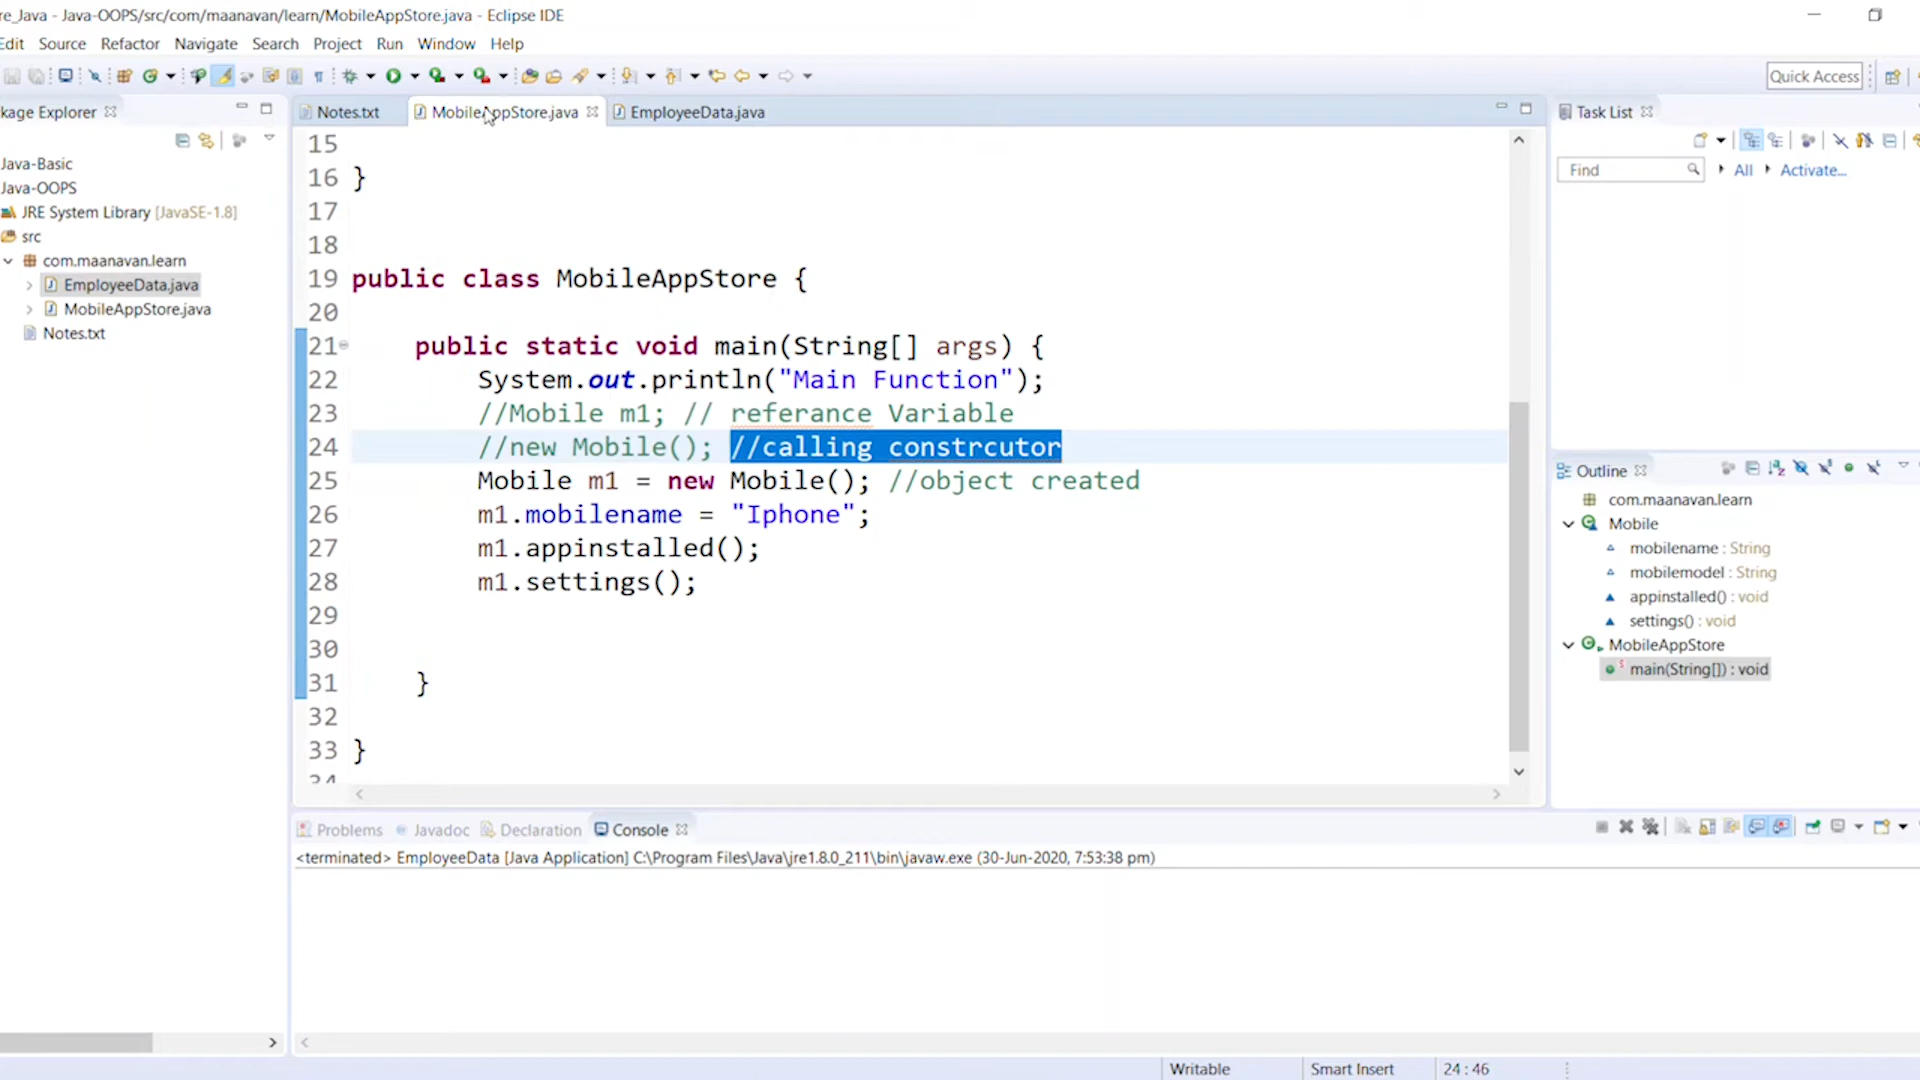 re_Java - Java-OOPS/src/com/maanavan/learn/MobileAppStore.java - Eclipse IDE
Edit Source Refactor Navigate Search Project Run Window Help
Quick Access
kage Explorer
Notes.txt
MobileAppStore.java
EmployeeData.java
Task List
Find
All
Activate...
Java-Basic
Java-OOPS
JRE System Library [JavaSE-1.8]
src
com.maanavan.learn
EmployeeData.java
MobileAppStore.java
Notes.txt
15
16 }
17
18
19 public class MobileAppStore {
20
21 public static void main(String[] args) {
22 System.out.println("Main Function");
23 //Mobile m1; // referance Variable
24 //new Mobile(); //calling constrcutor
25 Mobile m1 = new Mobile(); //object created
26 m1.mobilename = "Iphone";
27 m1.appinstalled();
28 m1.settings();
29
30
31 }
32
33 }
34
Outline
com.maanavan.learn
Mobile
mobilename : String
mobilemodel : String
appinstalled() : void
settings() : void
MobileAppStore
main(String[]) : void
Problems
Javadoc
Declaration
Console
<terminated> EmployeeData [Java Application] C:\Program Files\Java\jre1.8.0_211\bin\javaw.exe (30-Jun-2020, 7:53:38 pm)
Writable
Smart Insert
24 : 46